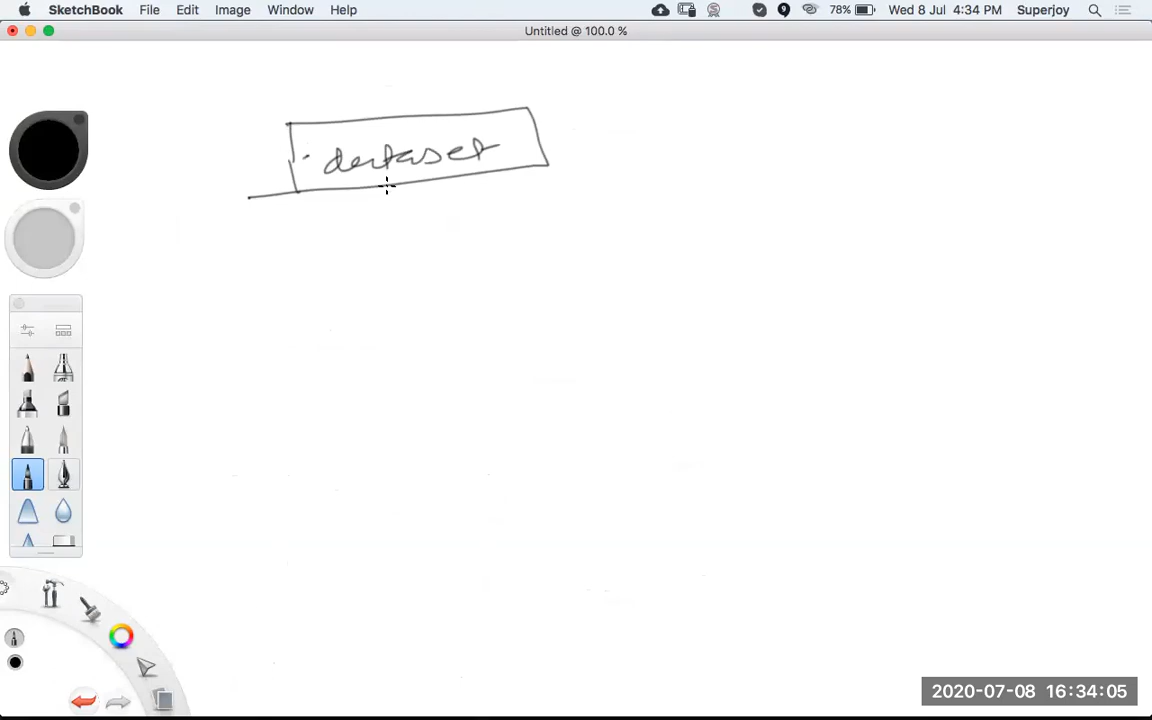 SketchBook File Edit Image Window Help 9 78% Wed 8 Jul 4:34 PM Superjoy
Untitled @ 100.0 %
dataset
2020-07-08 16:34:05